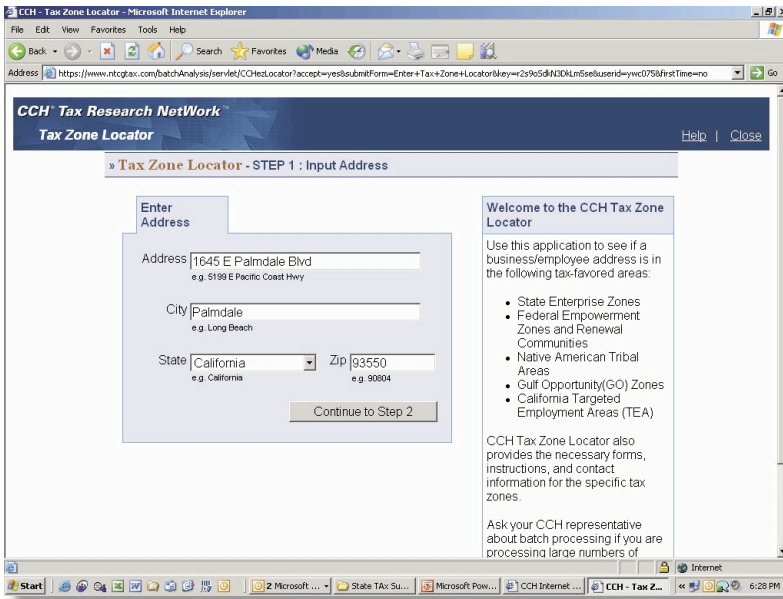 CCH - Tax Zone Locator - Microsoft Internet Explorer
File Edit View Favorites Tools Help
Back Search Favorites Media
Address https://www.ntcgtax.com/batchAnalysis/servlet/CCHezLocator?accept=yes&submitForm=Enter+Tax+Zone+Locator&key=r2s9oSdkN3DkLm5se&userid=ywc075&firstTime=no Go
CCH® Tax Research NetWork™
Tax Zone Locator
Help | Close
» Tax Zone Locator - STEP 1 : Input Address
Enter
Address
Address 1645 E Palmdale Blvd
e.g. 5199 E Pacific Coast Hwy
City Palmdale
e.g. Long Beach
State California Zip 93550
e.g. California e.g. 90804
Continue to Step 2
Welcome to the CCH Tax Zone
Locator
Use this application to see if a
business/employee address is in
the following tax-favored areas:
• State Enterprise Zones
• Federal Empowerment
Zones and Renewal
Communities
• Native American Tribal
Areas
• Gulf Opportunity(GO) Zones
• California Targeted
Employment Areas (TEA)
CCH Tax Zone Locator also
provides the necessary forms,
instructions, and contact
information for the specific tax
zones.
Ask your CCH representative
about batch processing if you are
processing large numbers of
Internet
Start 2 Microsoft ... State TAx Su... Microsoft Pow... CCH Internet ... CCH - Tax Z... « 6:28 PM